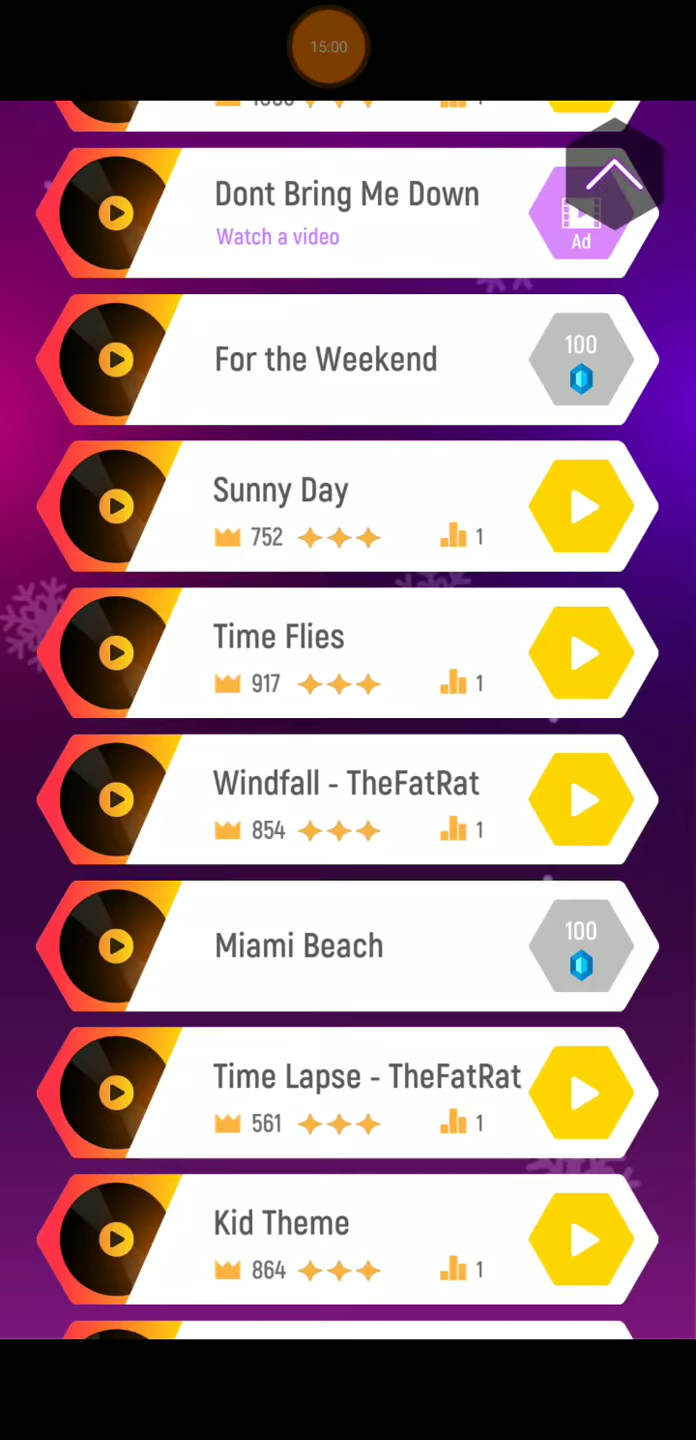 15:00
Dont Bring Me Down
Watch a video
Ad
For the Weekend
100
Sunny Day
752 1
Time Flies
917 1
Windfall - TheFatRat
854 1
Miami Beach
100
Time Lapse - TheFatRat
561 1
Kid Theme
864 1